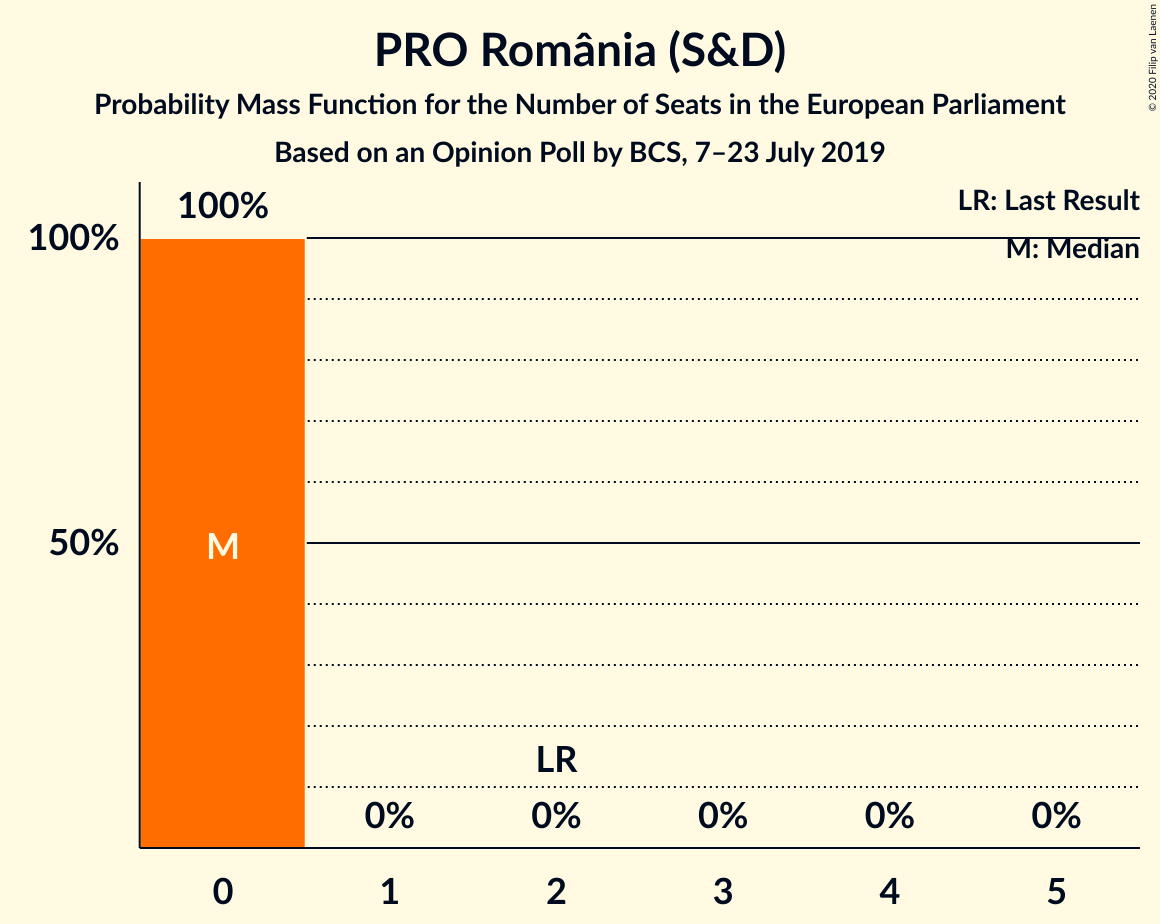 PRO România (S&D)
Probability Mass Function for the Number of Seats in the European Parliament
Based on an Opinion Poll by BCS, 7–23 July 2019
© 2020 Filip van Laenen
LR: Last Result
M: Median
100%
100%
50%
M
LR
0%
0%
0%
0%
0%
0
1
2
3
4
5